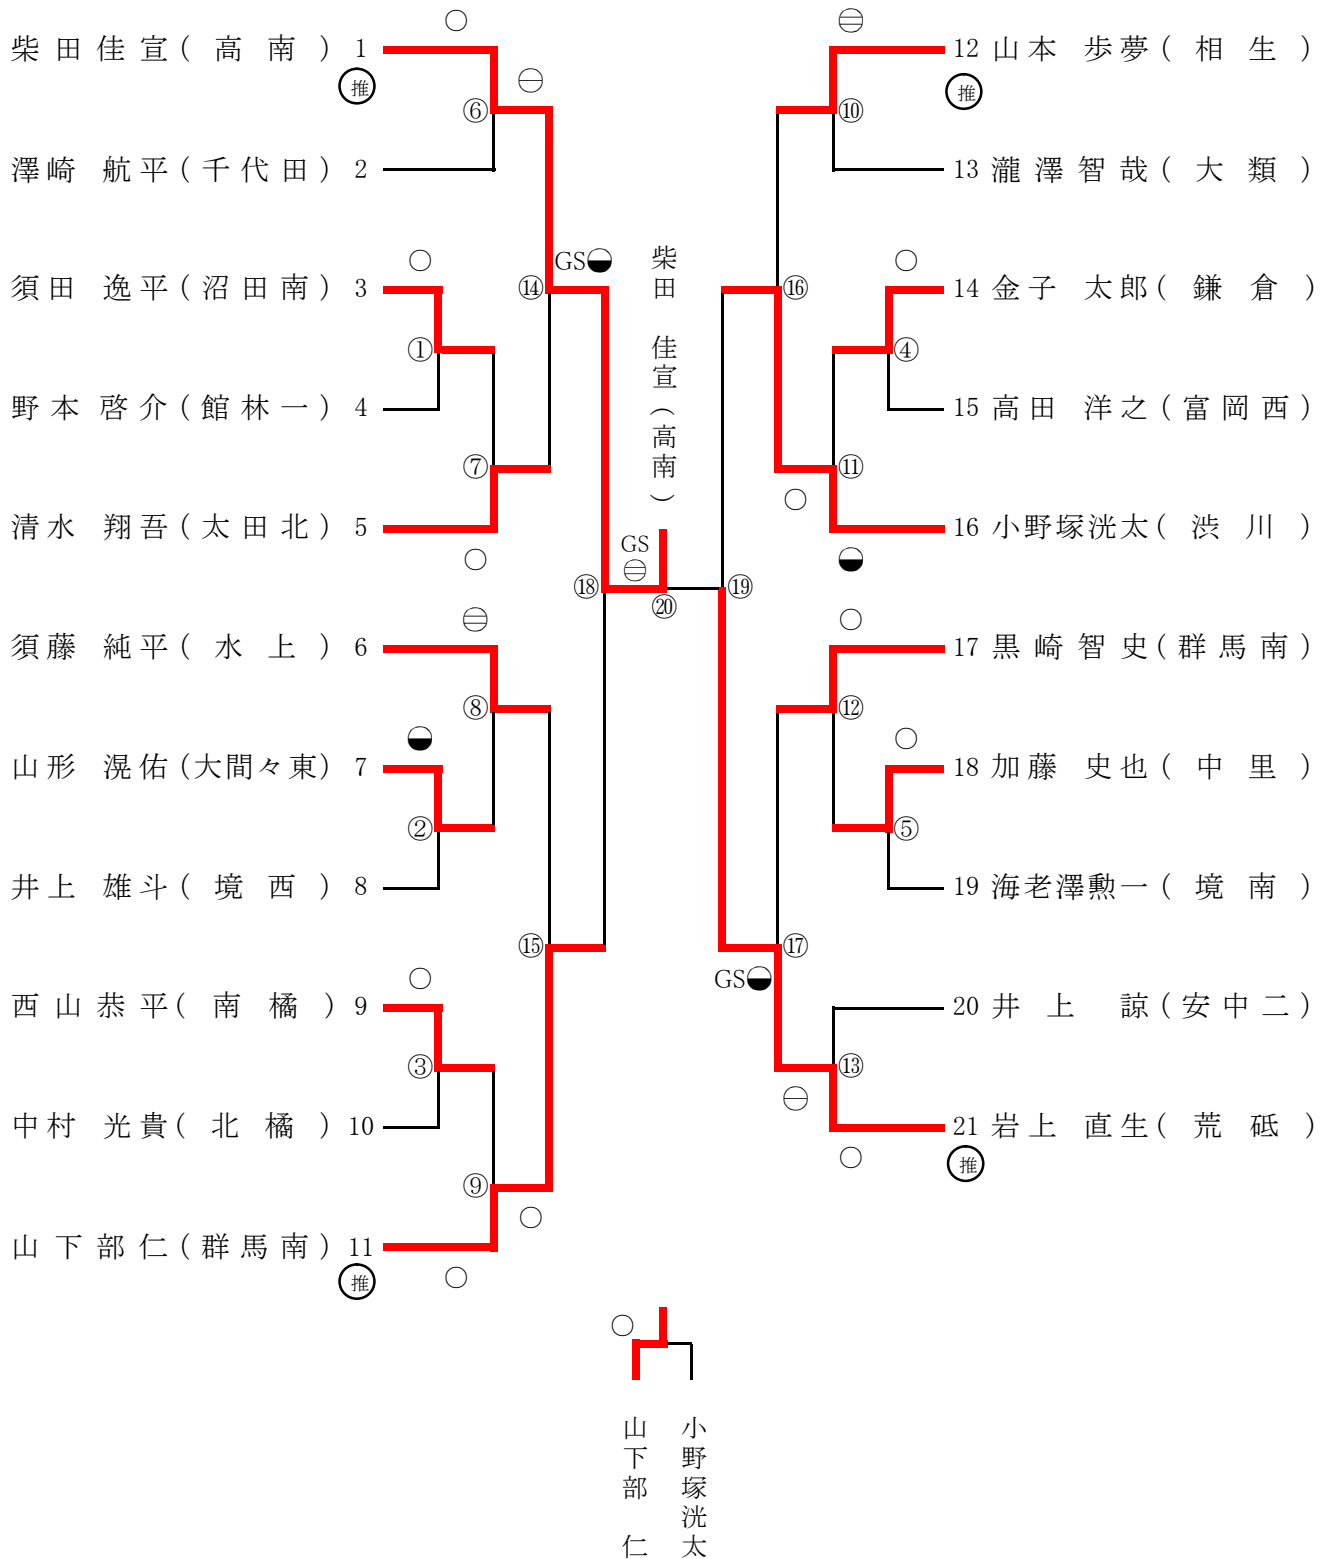 柴田佳宣(高南) 1
推
⑥
澤崎 航平(千代田) 2
須田 逸平(沼田南) 3
①
野本啓介(館林一) 4
⑦
清水 翔吾(太田北) 5
⑭
GS
須藤純平(水上) 6
⑧
山形 滉佑(大間々東) 7
②
井上 雄斗(境西) 8
⑮
西山恭平(南橘) 9
③
中村 光貴(北橘) 10
⑨
山下部仁(群馬南) 11
推
⑱
柴田 佳宣(高南)
GS
⑳
⑲
12 山本 歩夢(相生)
推
⑩
13 瀧澤智哉(大類)
⑯
14 金子 太郎(鎌倉)
④
15 高田 洋之(富岡西)
⑪
16 小野塚洸太(渋川)
17 黒崎智史(群馬南)
⑫
18 加藤 史也(中里)
⑤
19 海老澤勲一(境南)
⑰
GS
20 井上 諒(安中二)
⑬
21 岩上 直生(荒砥)
推
山下部 仁
小野塚洸太